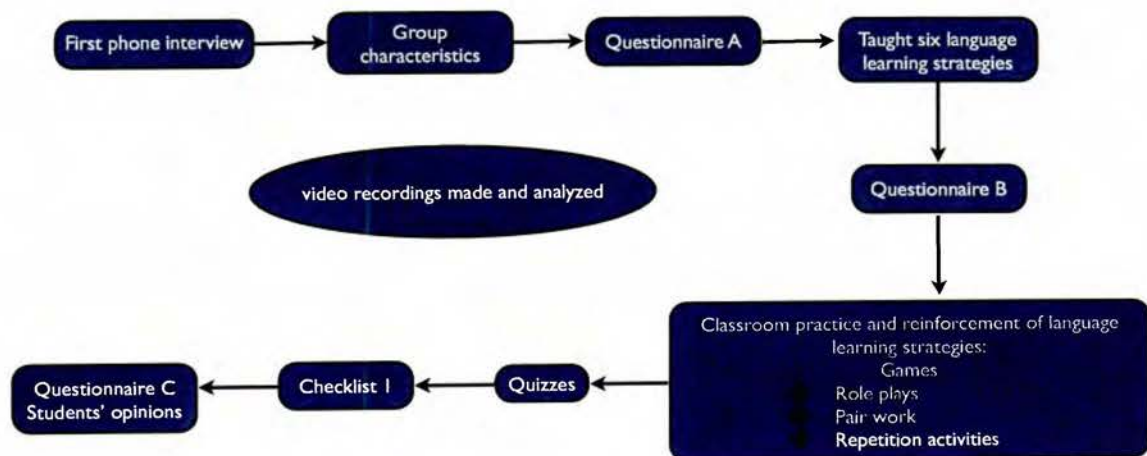 First phone interview
Group
characteristics
Questionnaire A
Taught six language
learning strategies
video recordings made and analyzed
Questionnaire B
Classroom practice and reinforcement of language
learning strategies:
Games
Role plays
Pair work
Repetition activities
Quizzes
Checklist 1
Questionnaire C
Students' opinions